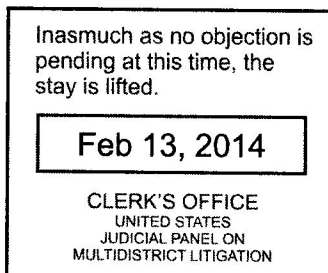 Inasmuch as no objection is
pending at this time, the
stay is lifted.
Feb 13, 2014
CLERK'S OFFICE
UNITED STATES
JUDICIAL PANEL ON
MULTIDISTRICT LITIGATION